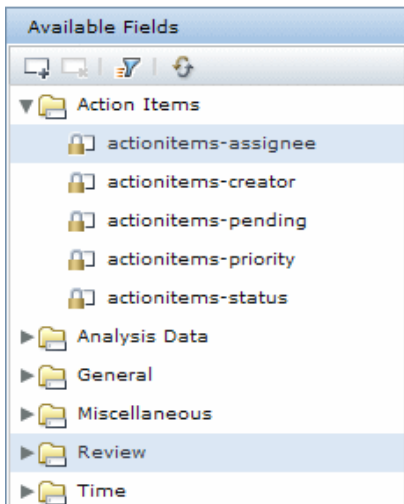 Available Fields
Action Items
actionitems-assignee
actionitems-creator
actionitems-pending
actionitems-priority
actionitems-status
Analysis Data
General
Miscellaneous
Review
Time